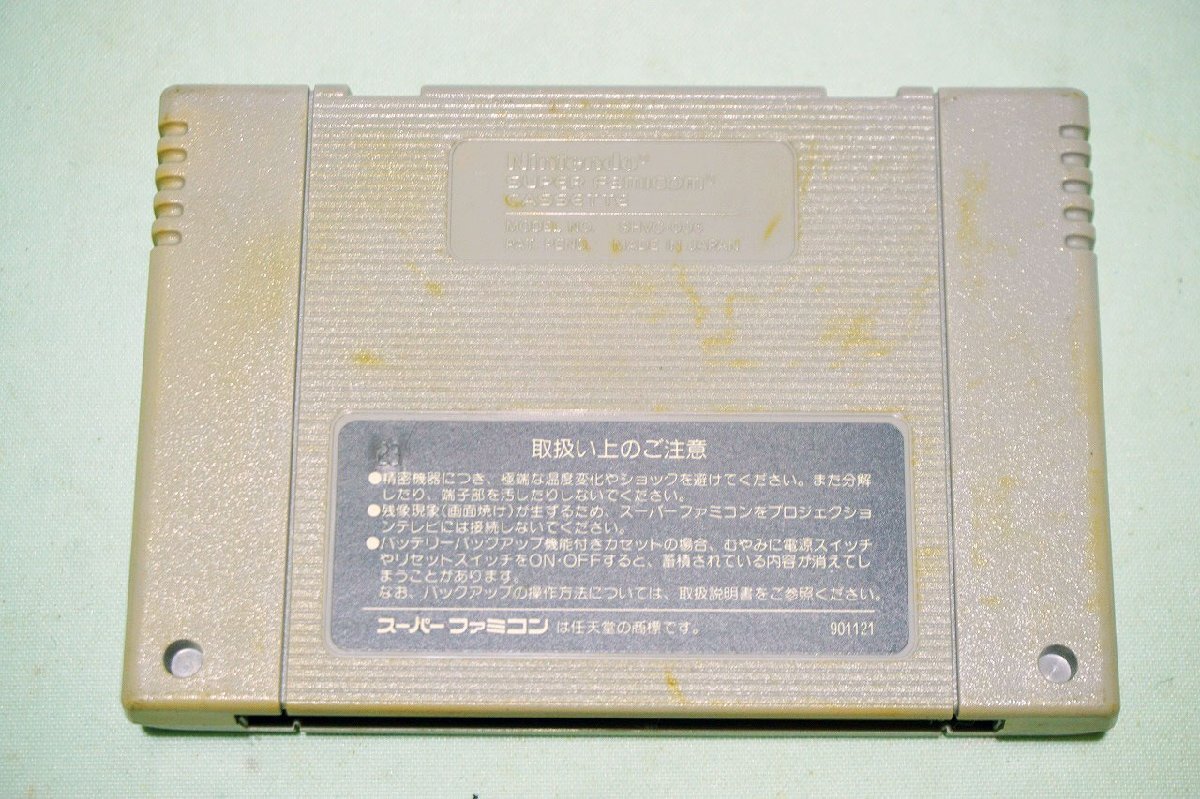 Nintendo®
SUPER FAMICOM®
CASSETTE
MODEL NO. SHVC-006
PAT. PEND. MADE IN JAPAN
21
取扱い上のご注意
●精密機器につき、極端な温度変化やショックを避けてください。また分解
したり、端子部を汚したりしないでください。
●残像現象(画面焼け)が生ずるため、スーパーファミコンをプロジェクショ
ンテレビには接続しないでください。
●バッテリーバックアップ機能付きカセットの場合、むやみに電源スイッチ
やリセットスイッチをON・OFFすると、蓄積されている内容が消えてし
まうことがあります。
なお、バックアップの操作方法については、取扱説明書をご参照ください。
スーパーファミコンは任天堂の商標です。 901121